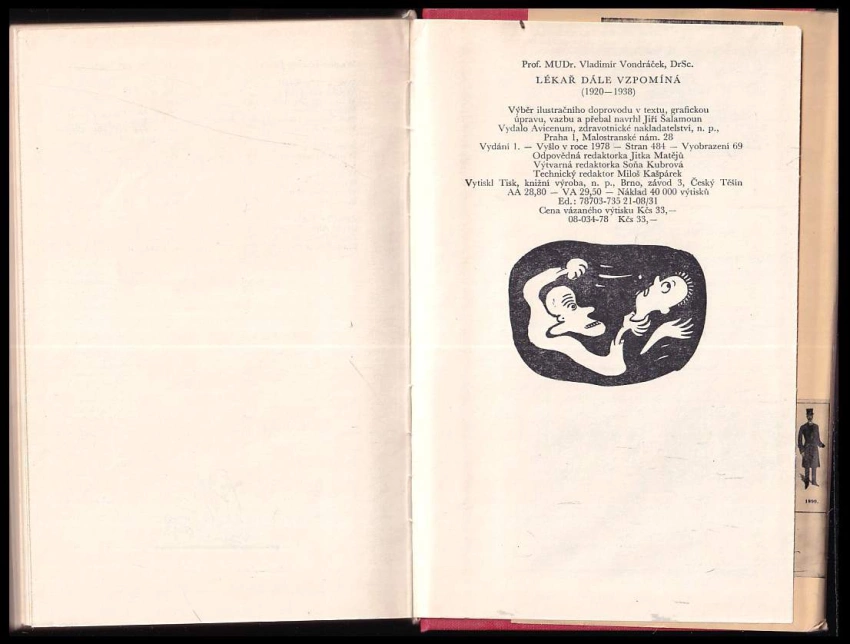 Prof. MUDr. Vladimír Vondráček, DrSc.
LÉKAŘ DÁLE VZPOMÍNÁ
(1920—1938)
Výběr ilustračního doprovodu v textu, grafickou
úpravu, vazbu a přebal navrhl Jiří Šalamoun
Vydalo Avicenum, zdravotnické nakladatelství, n. p.,
Praha 1, Malostranské nám. 28
Vydání 1. — Vyšlo v roce 1978 — Stran 484 — Vyobrazení 69
Odpovědná redaktorka Jitka Matějů
Výtvarná redaktorka Soňa Kubrová
Technický redaktor Miloš Kašpárek
Vytiskl Tisk, knižní výroba, n. p., Brno, závod 3, Český Těšín
AA 28,80 — VA 29,50 — Náklad 40 000 výtisků
Ed.: 78703-735 21-08/31
Cena vázaného výtisku Kčs 33,—
08-034-78 Kčs 33,—
1900.